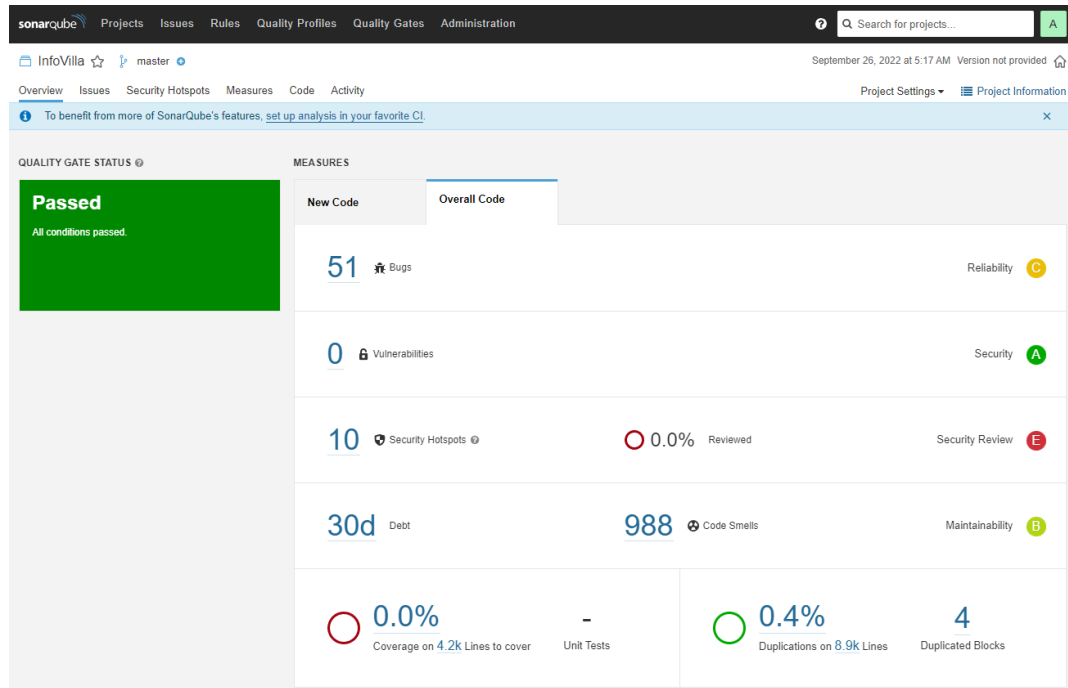 sonarqube Projects Issues Rules Quality Profiles Quality Gates Administration ? Search for projects... A
InfoVilla master September 26, 2022 at 5:17 AM Version not provided
Overview Issues Security Hotspots Measures Code Activity Project Settings Project Information
To benefit from more of SonarQube's features, set up analysis in your favorite CI.
QUALITY GATE STATUS MEASURES
Passed
All conditions passed.
New Code Overall Code
51 Bugs Reliability C
0 Vulnerabilities Security A
10 Security Hotspots 0.0% Reviewed Security Review E
30d Debt 988 Code Smells Maintainability B
0.0% - 0.4% 4
Coverage on 4.2k Lines to cover Unit Tests Duplications on 8.9k Lines Duplicated Blocks